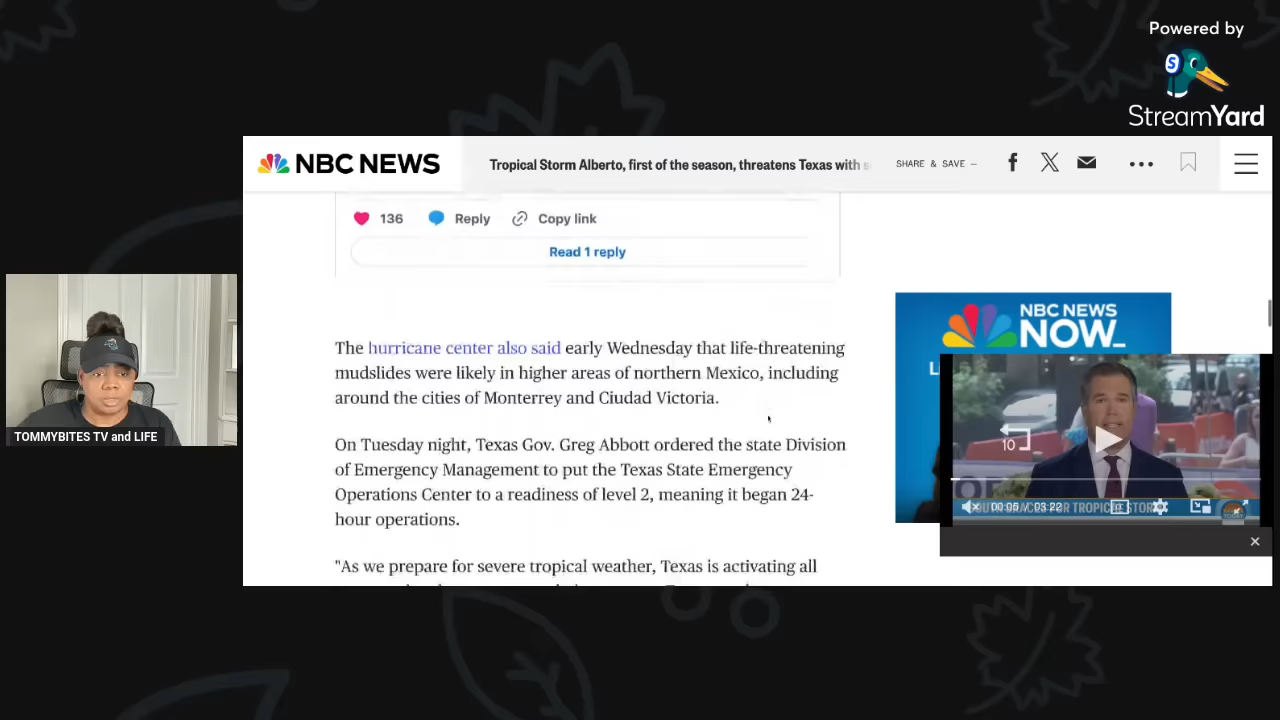 Powered by
StreamYard
NBC NEWS
Tropical Storm Alberto, first of the season, threatens Texas with
SHARE & SAVE —
136
Reply
Copy link
Read 1 reply
The hurricane center also said early Wednesday that life-threatening
mudslides were likely in higher areas of northern Mexico, including
around the cities of Monterrey and Ciudad Victoria.
On Tuesday night, Texas Gov. Greg Abbott ordered the state Division
of Emergency Management to put the Texas State Emergency
Operations Center to a readiness of level 2, meaning it began 24-
hour operations.
"As we prepare for severe tropical weather, Texas is activating all
NBC NEWS
NOW_
10
00:05 / 03:22
FOR TROPICAL STORM
TOMMYBITES TV and LIFE